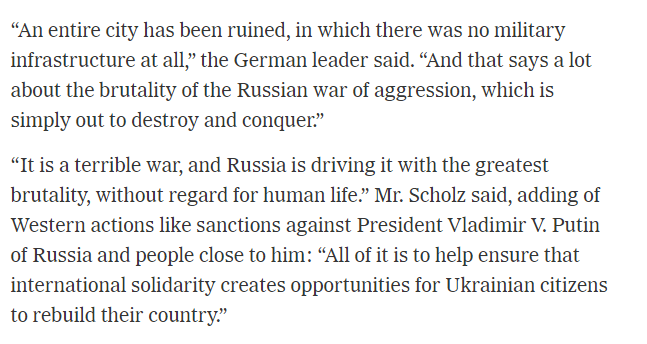 “An entire city has been ruined, in which there was no military
infrastructure at all,” the German leader said. “And that says a lot
about the brutality of the Russian war of aggression, which is
simply out to destroy and conquer.”
“It is a terrible war, and Russia is driving it with the greatest
brutality, without regard for human life.” Mr. Scholz said, adding of
Western actions like sanctions against President Vladimir V. Putin
of Russia and people close to him: “All of it is to help ensure that
international solidarity creates opportunities for Ukrainian citizens
to rebuild their country.”